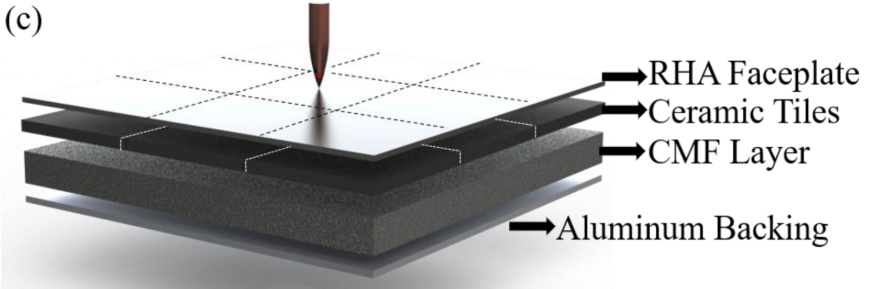 (c)
RHA Faceplate
Ceramic Tiles
CMF Layer
Aluminum Backing